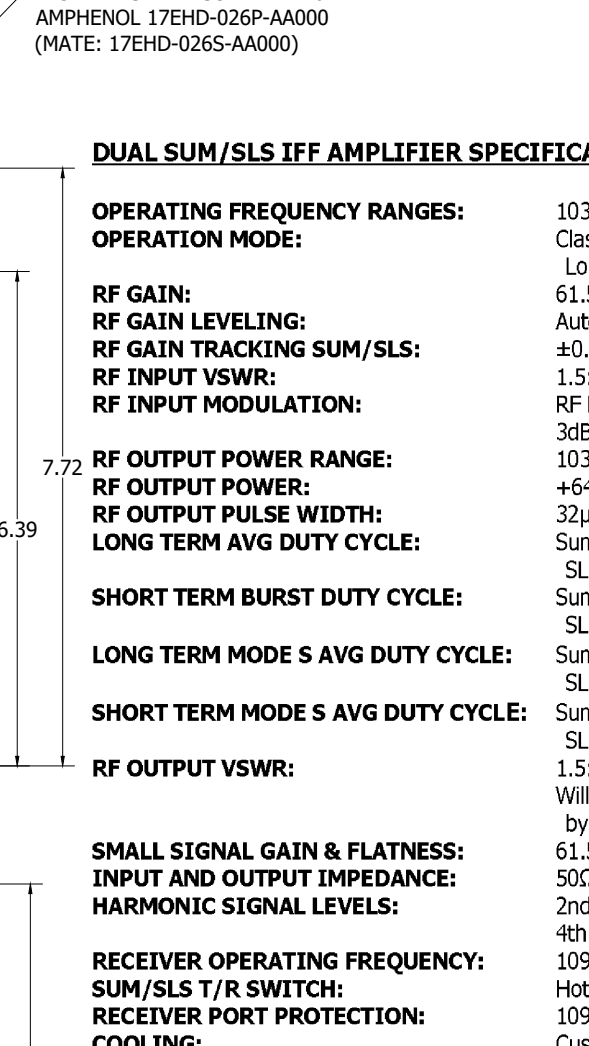 AMPHENOL 17EHD-026P-AA000
(MATE: 17EHD-026S-AA000)
DUAL SUM/SLS IFF AMPLIFIER SPECIFICA
OPERATING FREQUENCY RANGES: 103
OPERATION MODE: Clas
Lo
RF GAIN: 61.5
RF GAIN LEVELING: Aut
RF GAIN TRACKING SUM/SLS: ±0.
RF INPUT VSWR: 1.5:
RF INPUT MODULATION: RF
3dB
7.72
RF OUTPUT POWER RANGE: 103
RF OUTPUT POWER: +64
RF OUTPUT PULSE WIDTH: 32µ
6.39
LONG TERM AVG DUTY CYCLE: Sum
SL
SHORT TERM BURST DUTY CYCLE: Sum
SL
LONG TERM MODE S AVG DUTY CYCLE: Sum
SL
SHORT TERM MODE S AVG DUTY CYCLE: Sum
SL
RF OUTPUT VSWR: 1.5:
Will
by
SMALL SIGNAL GAIN & FLATNESS: 61.5
INPUT AND OUTPUT IMPEDANCE: 50Ω
HARMONIC SIGNAL LEVELS: 2nd
4th
RECEIVER OPERATING FREQUENCY: 109
SUM/SLS T/R SWITCH: Hot
RECEIVER PORT PROTECTION: 109
COOLING: Cus